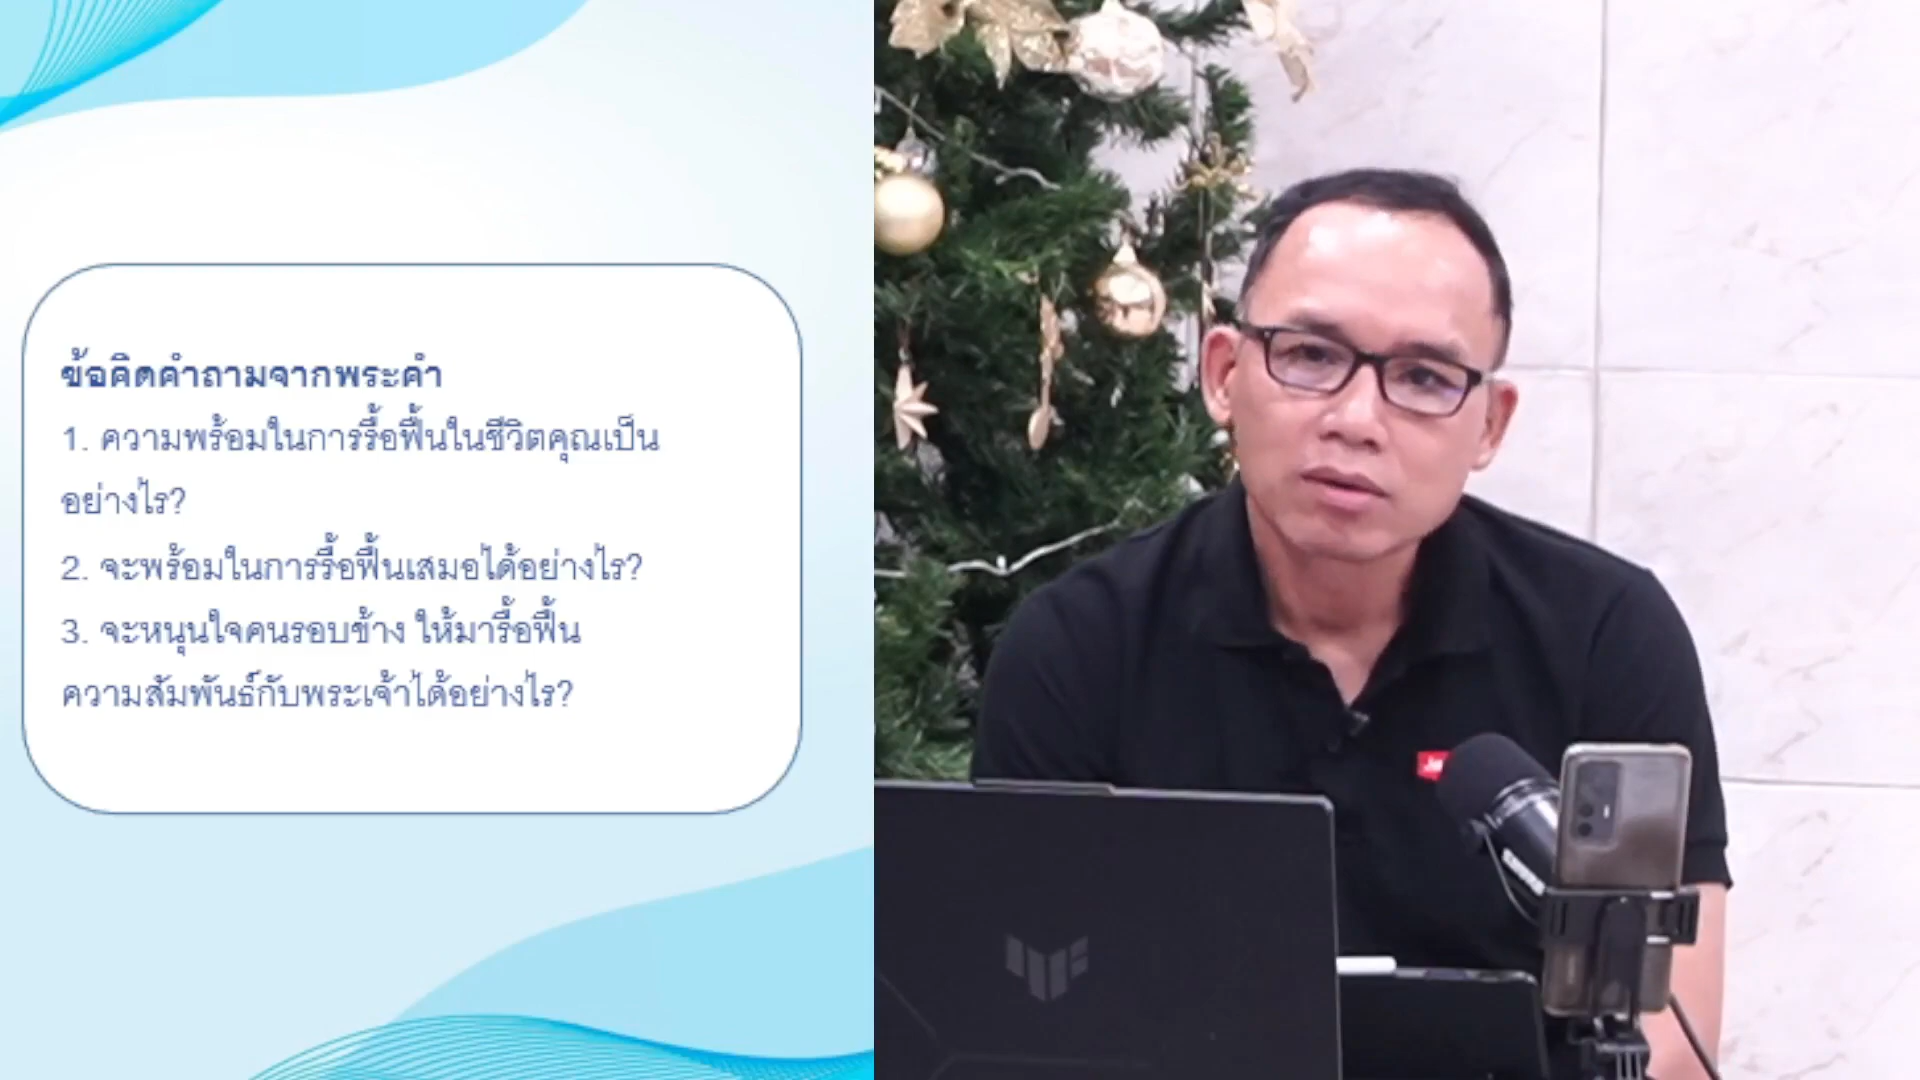 ข้อคิดคำถามจากพระคำ
1. ความพร้อมในการรื้อฟื้นในชีวิตคุณเป็น
อย่างไร?
2. จะพร้อมในการรื้อฟื้นเสมอได้อย่างไร?
3. จะหนุนใจคนรอบข้าง ให้มารื้อฟื้น
ความสัมพันธ์กับพระเจ้าได้อย่างไร?